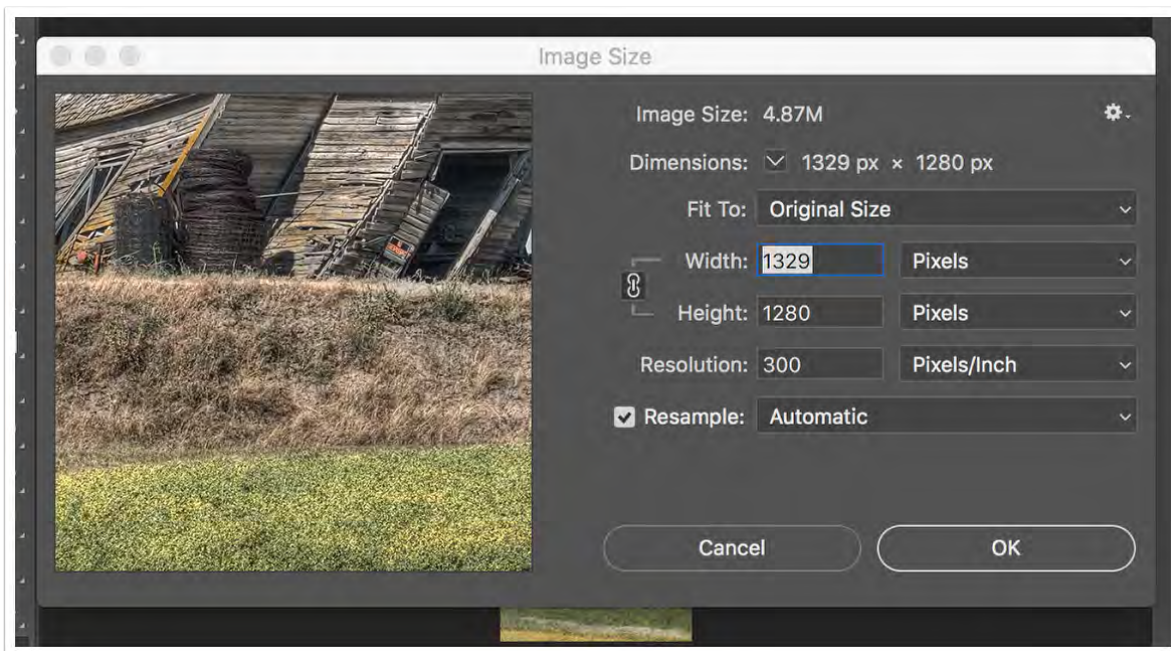 Image Size
Image Size: 4.87M
Dimensions: 1329 px × 1280 px
Fit To: Original Size
Width: 1329 Pixels
Height: 1280 Pixels
Resolution: 300 Pixels/Inch
Resample: Automatic
Cancel OK